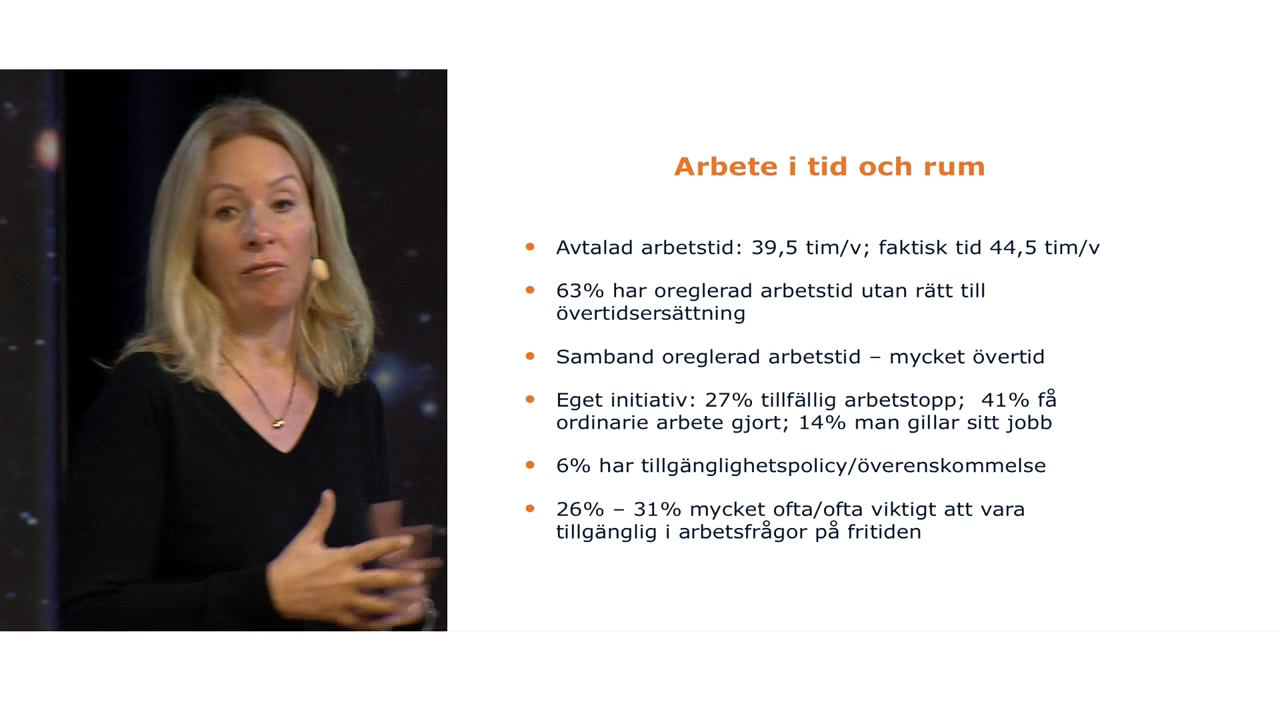 Arbete i tid och rum
• Avtalad arbetstid: 39,5 tim/v; faktisk tid 44,5 tim/v
• 63% har oreglerad arbetstid utan rätt till
övertidsersättning
• Samband oreglerad arbetstid – mycket övertid
• Eget initiativ: 27% tillfällig arbetstopp;  41% få
ordinarie arbete gjort; 14% man gillar sitt jobb
• 6% har tillgänglighetspolicy/överenskommelse
• 26% – 31% mycket ofta/ofta viktigt att vara
tillgänglig i arbetsfrågor på fritiden